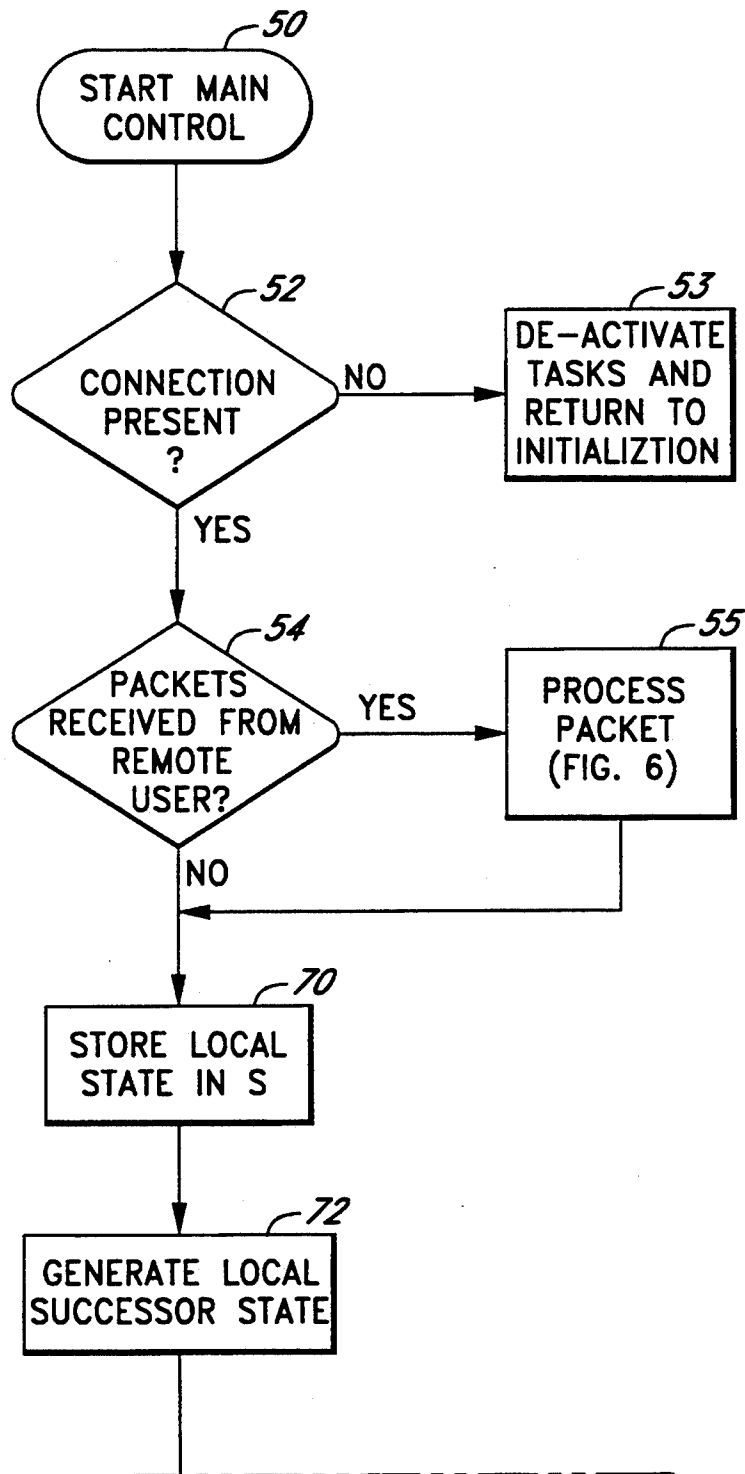 50
START MAIN
CONTROL
52
CONNECTION
PRESENT
?
NO
53
DE-ACTIVATE
TASKS AND
RETURN TO
INITIALIZTION
YES
54
PACKETS
RECEIVED FROM
REMOTE
USER?
YES
55
PROCESS
PACKET
(FIG. 6)
NO
70
STORE LOCAL
STATE IN S
72
GENERATE LOCAL
SUCCESSOR STATE